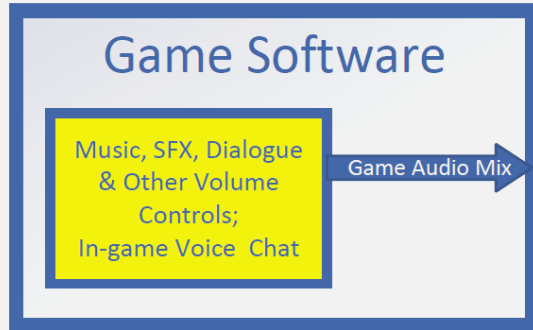 Game Software
Music, SFX, Dialogue
& Other Volume
Controls;
In-game Voice Chat
Game Audio Mix